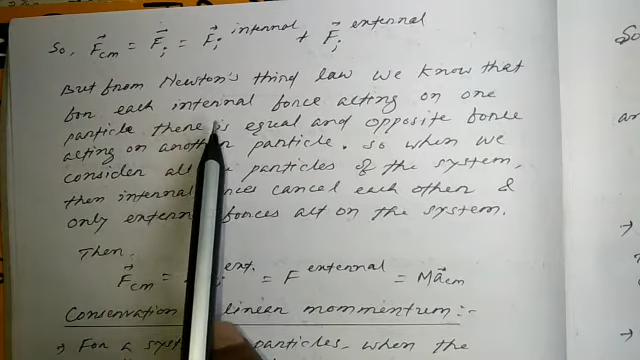 So, F⃗cm = F⃗i = F⃗i internal + F⃗i external
But from Newton's third law we know that
for each internal force acting on one
particle there is equal and opposite force
acting on another particle. So when we
consider all particles of the system,
then internal forces cancel each other &
only external forces act on the system.
Then,
F⃗cm = ext. = F external = Ma⃗cm
Conservation linear mommentum:-
→ For a particles, when the
So